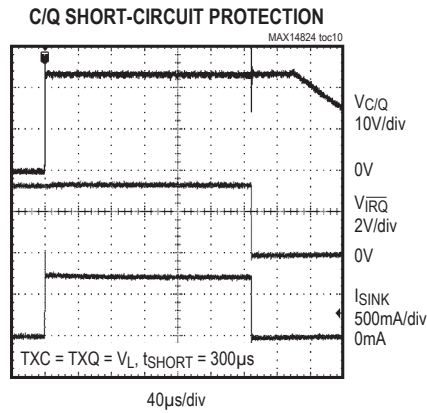 C/Q SHORT-CIRCUIT PROTECTION
MAX14824 toc10
VC/Q
10V/div
0V
VIRQ
2V/div
0V
ISINK
500mA/div
0mA
TXC = TXQ = VL, tSHORT = 300µs
40µs/div